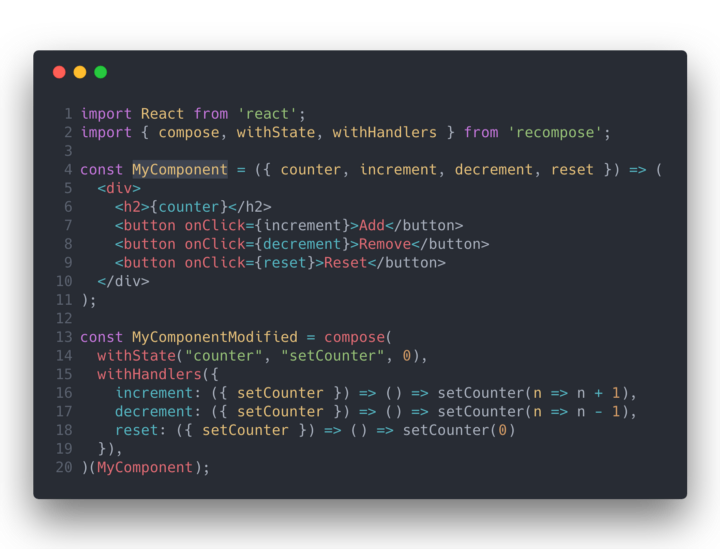 1 import React from 'react';
2 import { compose, withState, withHandlers } from 'recompose';
3
4 const MyComponent = ({ counter, increment, decrement, reset }) => (
5   <div>
6     <h2>{counter}</h2>
7     <button onClick={increment}>Add</button>
8     <button onClick={decrement}>Remove</button>
9     <button onClick={reset}>Reset</button>
10   </div>
11 );
12
13 const MyComponentModified = compose(
14   withState("counter", "setCounter", 0),
15   withHandlers({
16     increment: ({ setCounter }) => () => setCounter(n => n + 1),
17     decrement: ({ setCounter }) => () => setCounter(n => n - 1),
18     reset: ({ setCounter }) => () => setCounter(0)
19   }),
20 )(MyComponent);